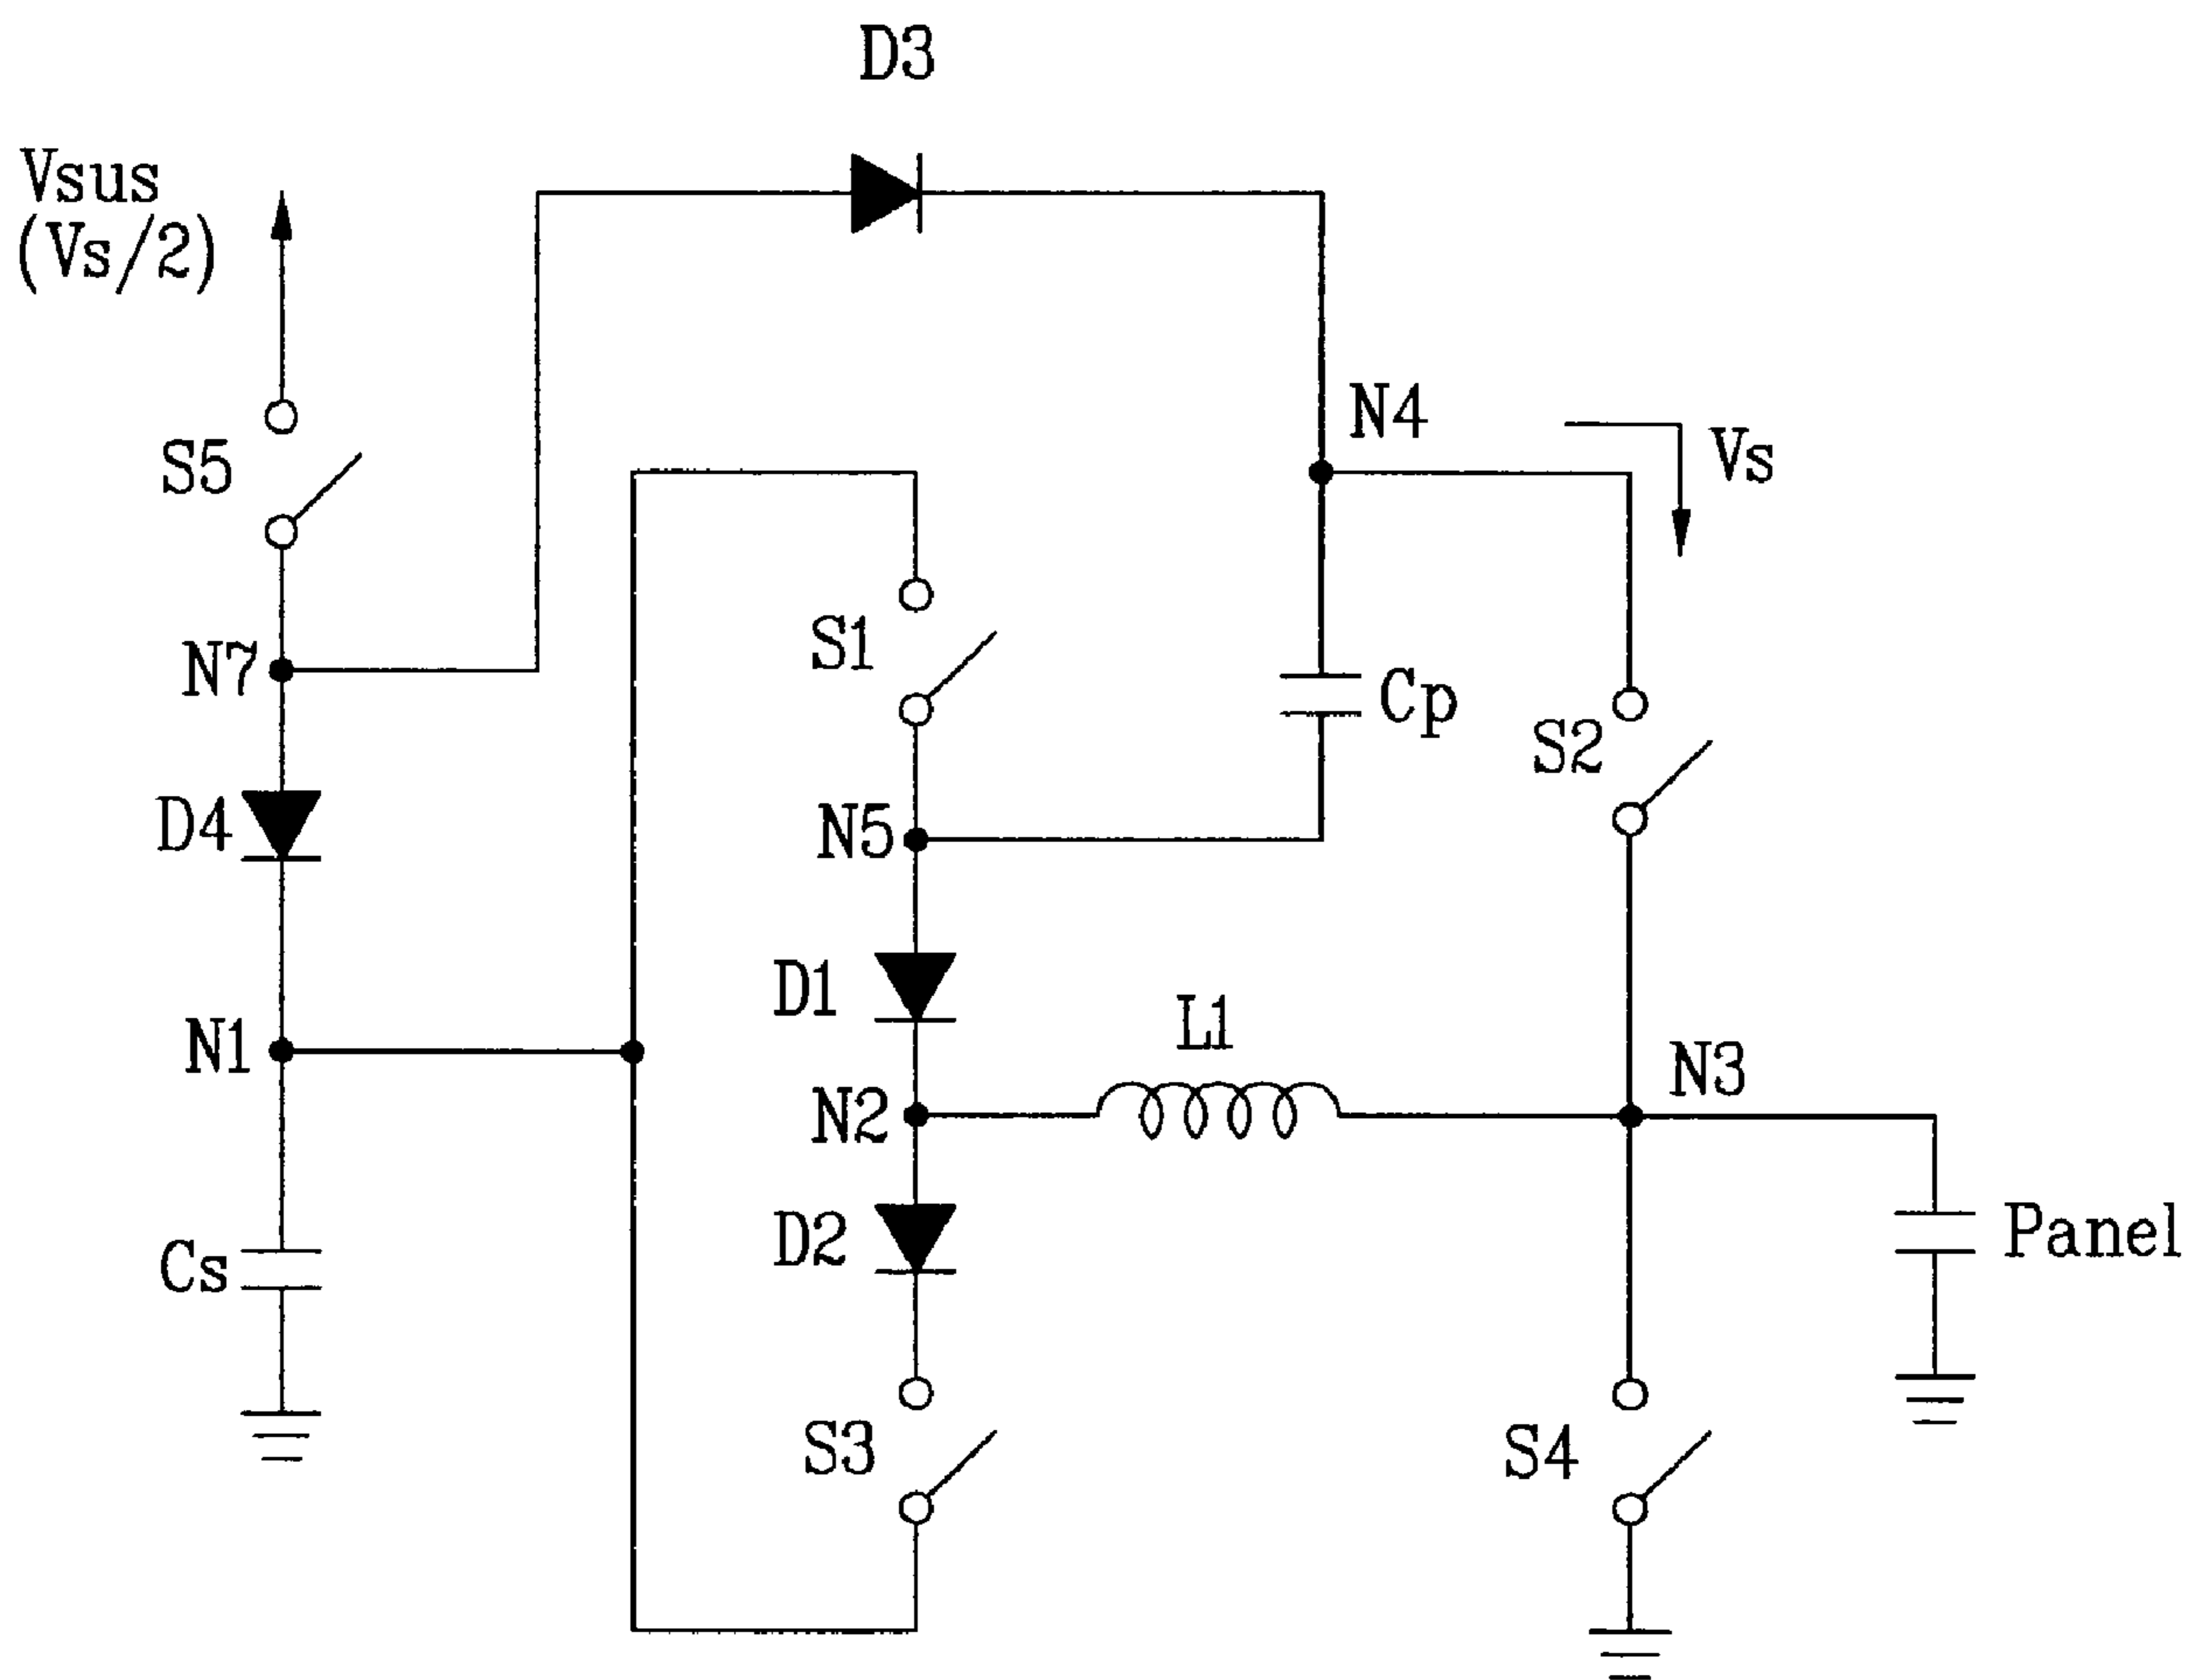 D3
Vsus
(Vs/2)
N4
Vs
S5
S1
N7
Cp
S2
D4
N5
D1
L1
N1
N2
N3
D2
Panel
Cs
S3
S4